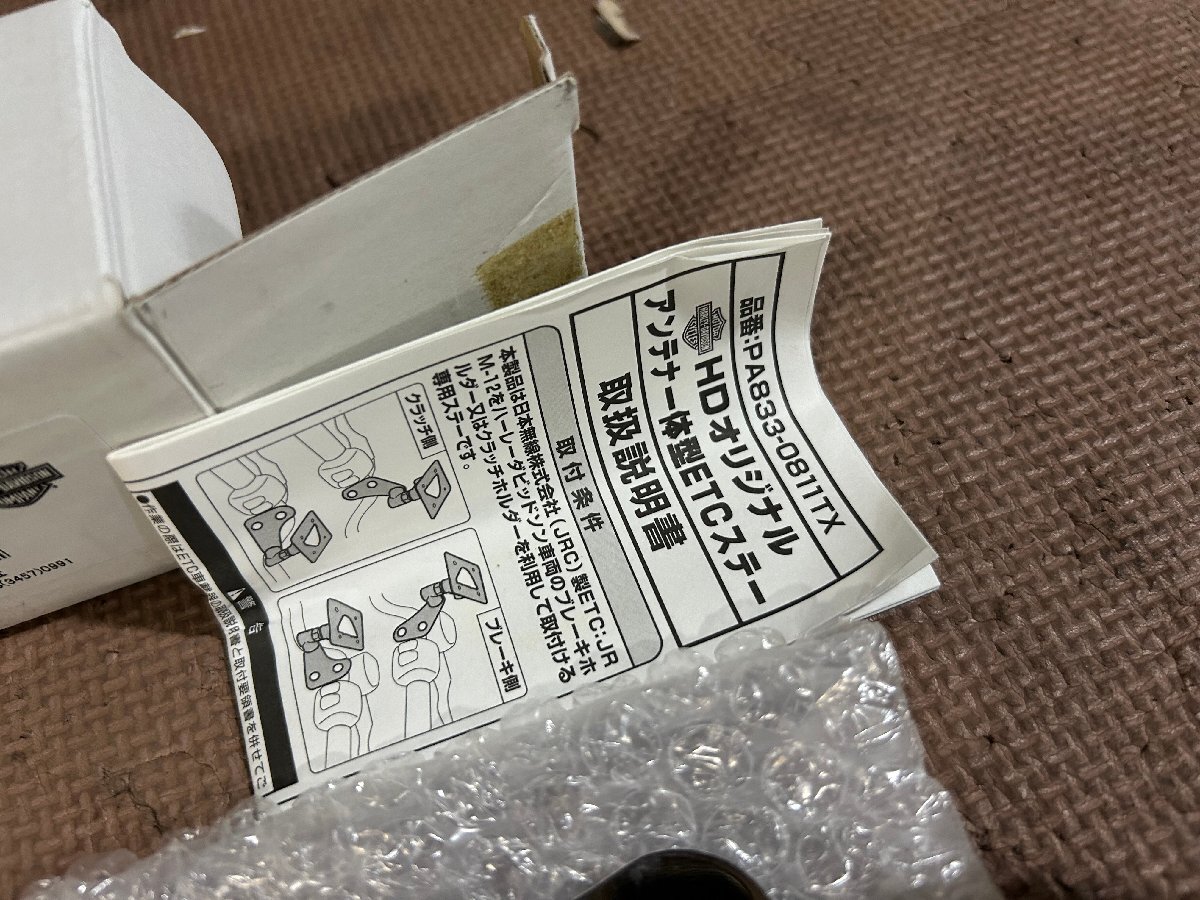 品番:PA833-0811TX
HDオリジナル
アンテナ一体型ETCステー
取扱説明書
取付条件
本製品は日本無線株式会社(JRC)製ETC:JR
M-12をハーレーダビッドソン車両のブレーキホ
ルダー又はクラッチホルダーを利用して取付ける
専用ステーです。
クラッチ側
ブレーキ側
警告
(3457)0991